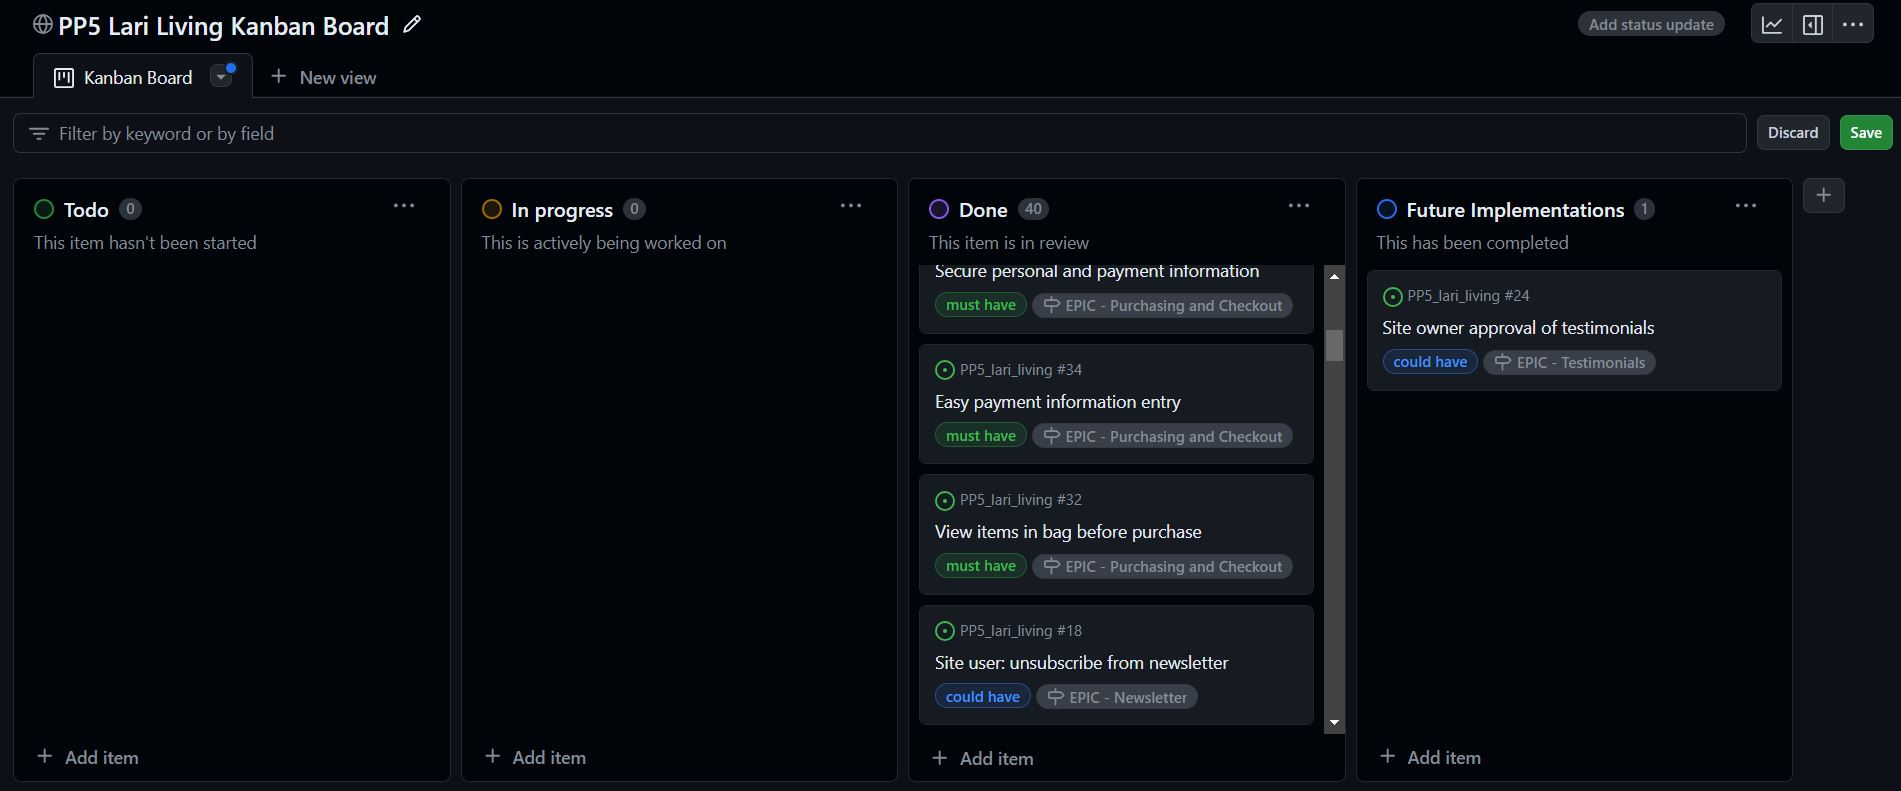 PP5 Lari Living Kanban Board
Add status update
Kanban Board
New view
Filter by keyword or by field
Discard
Save
Todo 0
This item hasn't been started
Add item
In progress 0
This is actively being worked on
Add item
Done 40
This item is in review
Secure personal and payment information
must have EPIC - Purchasing and Checkout
PP5_lari_living #34
Easy payment information entry
must have EPIC - Purchasing and Checkout
PP5_lari_living #32
View items in bag before purchase
must have EPIC - Purchasing and Checkout
PP5_lari_living #18
Site user: unsubscribe from newsletter
could have EPIC - Newsletter
Add item
Future Implementations 1
This has been completed
PP5_lari_living #24
Site owner approval of testimonials
could have EPIC - Testimonials
Add item